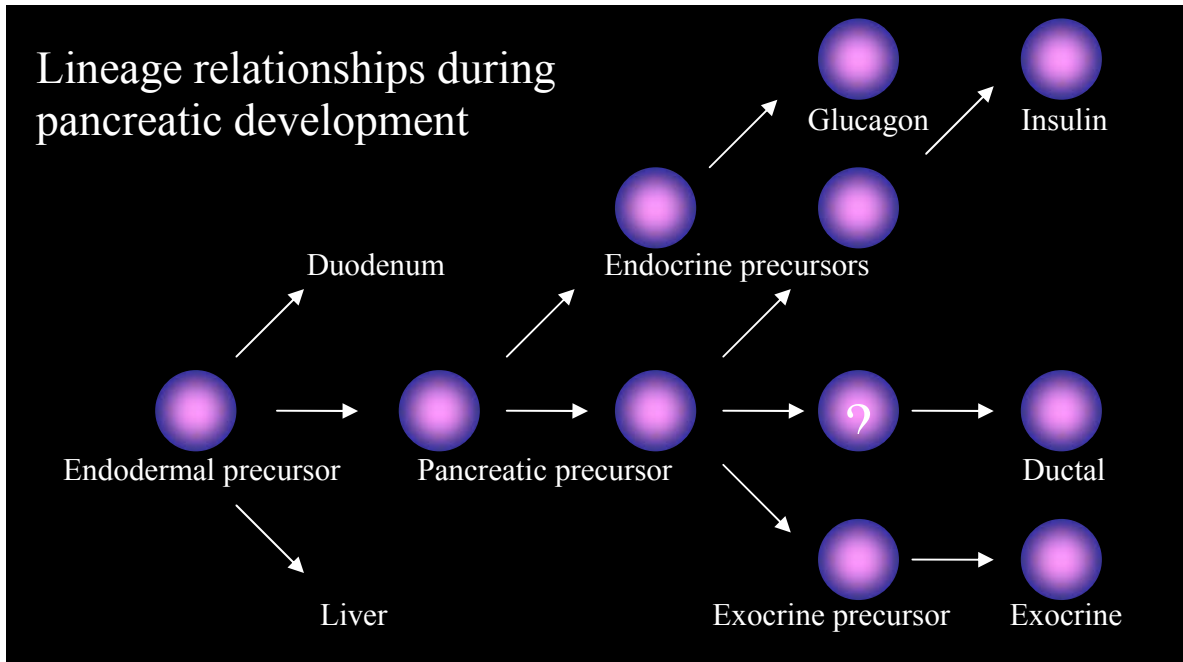 Lineage relationships during
pancreatic development
Glucagon
Insulin
Duodenum
Endocrine precursors
?
Endodermal precursor
Pancreatic precursor
Ductal
Liver
Exocrine precursor
Exocrine